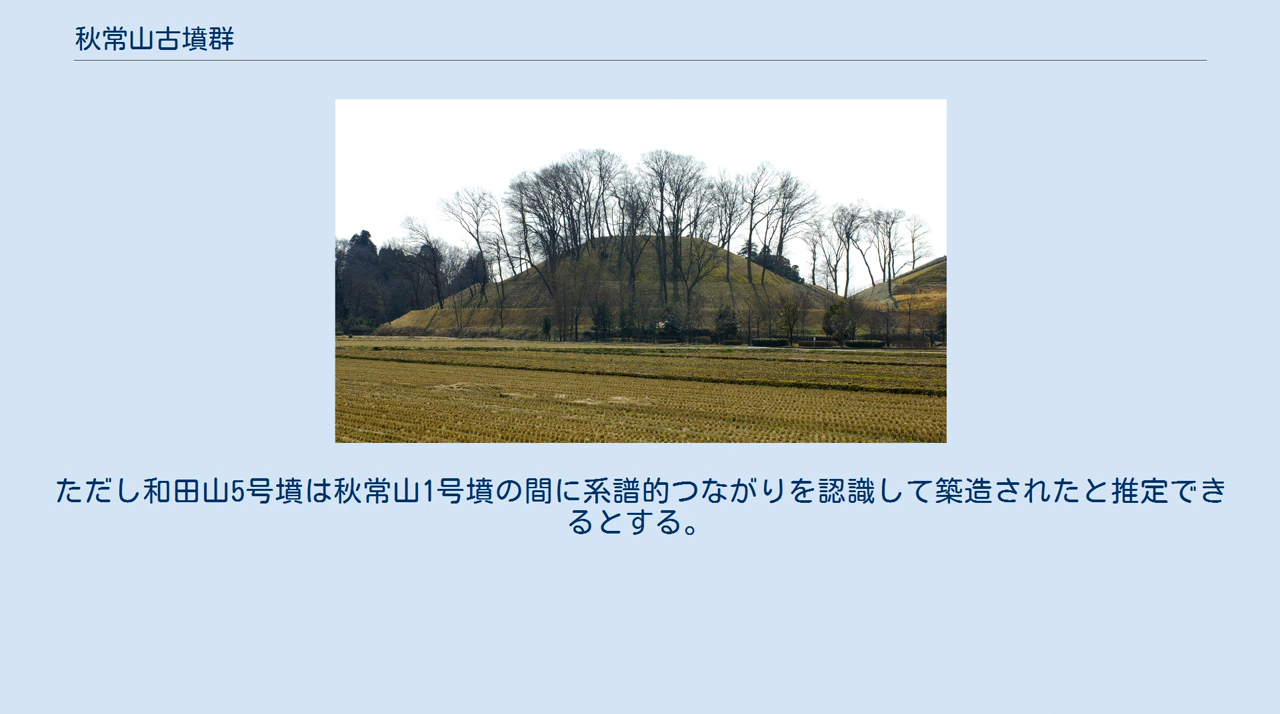 秋常山古墳群
ただし和田山5号墳は秋常山1号墳の間に系譜的つながりを認識して築造されたと推定でき
るとする。